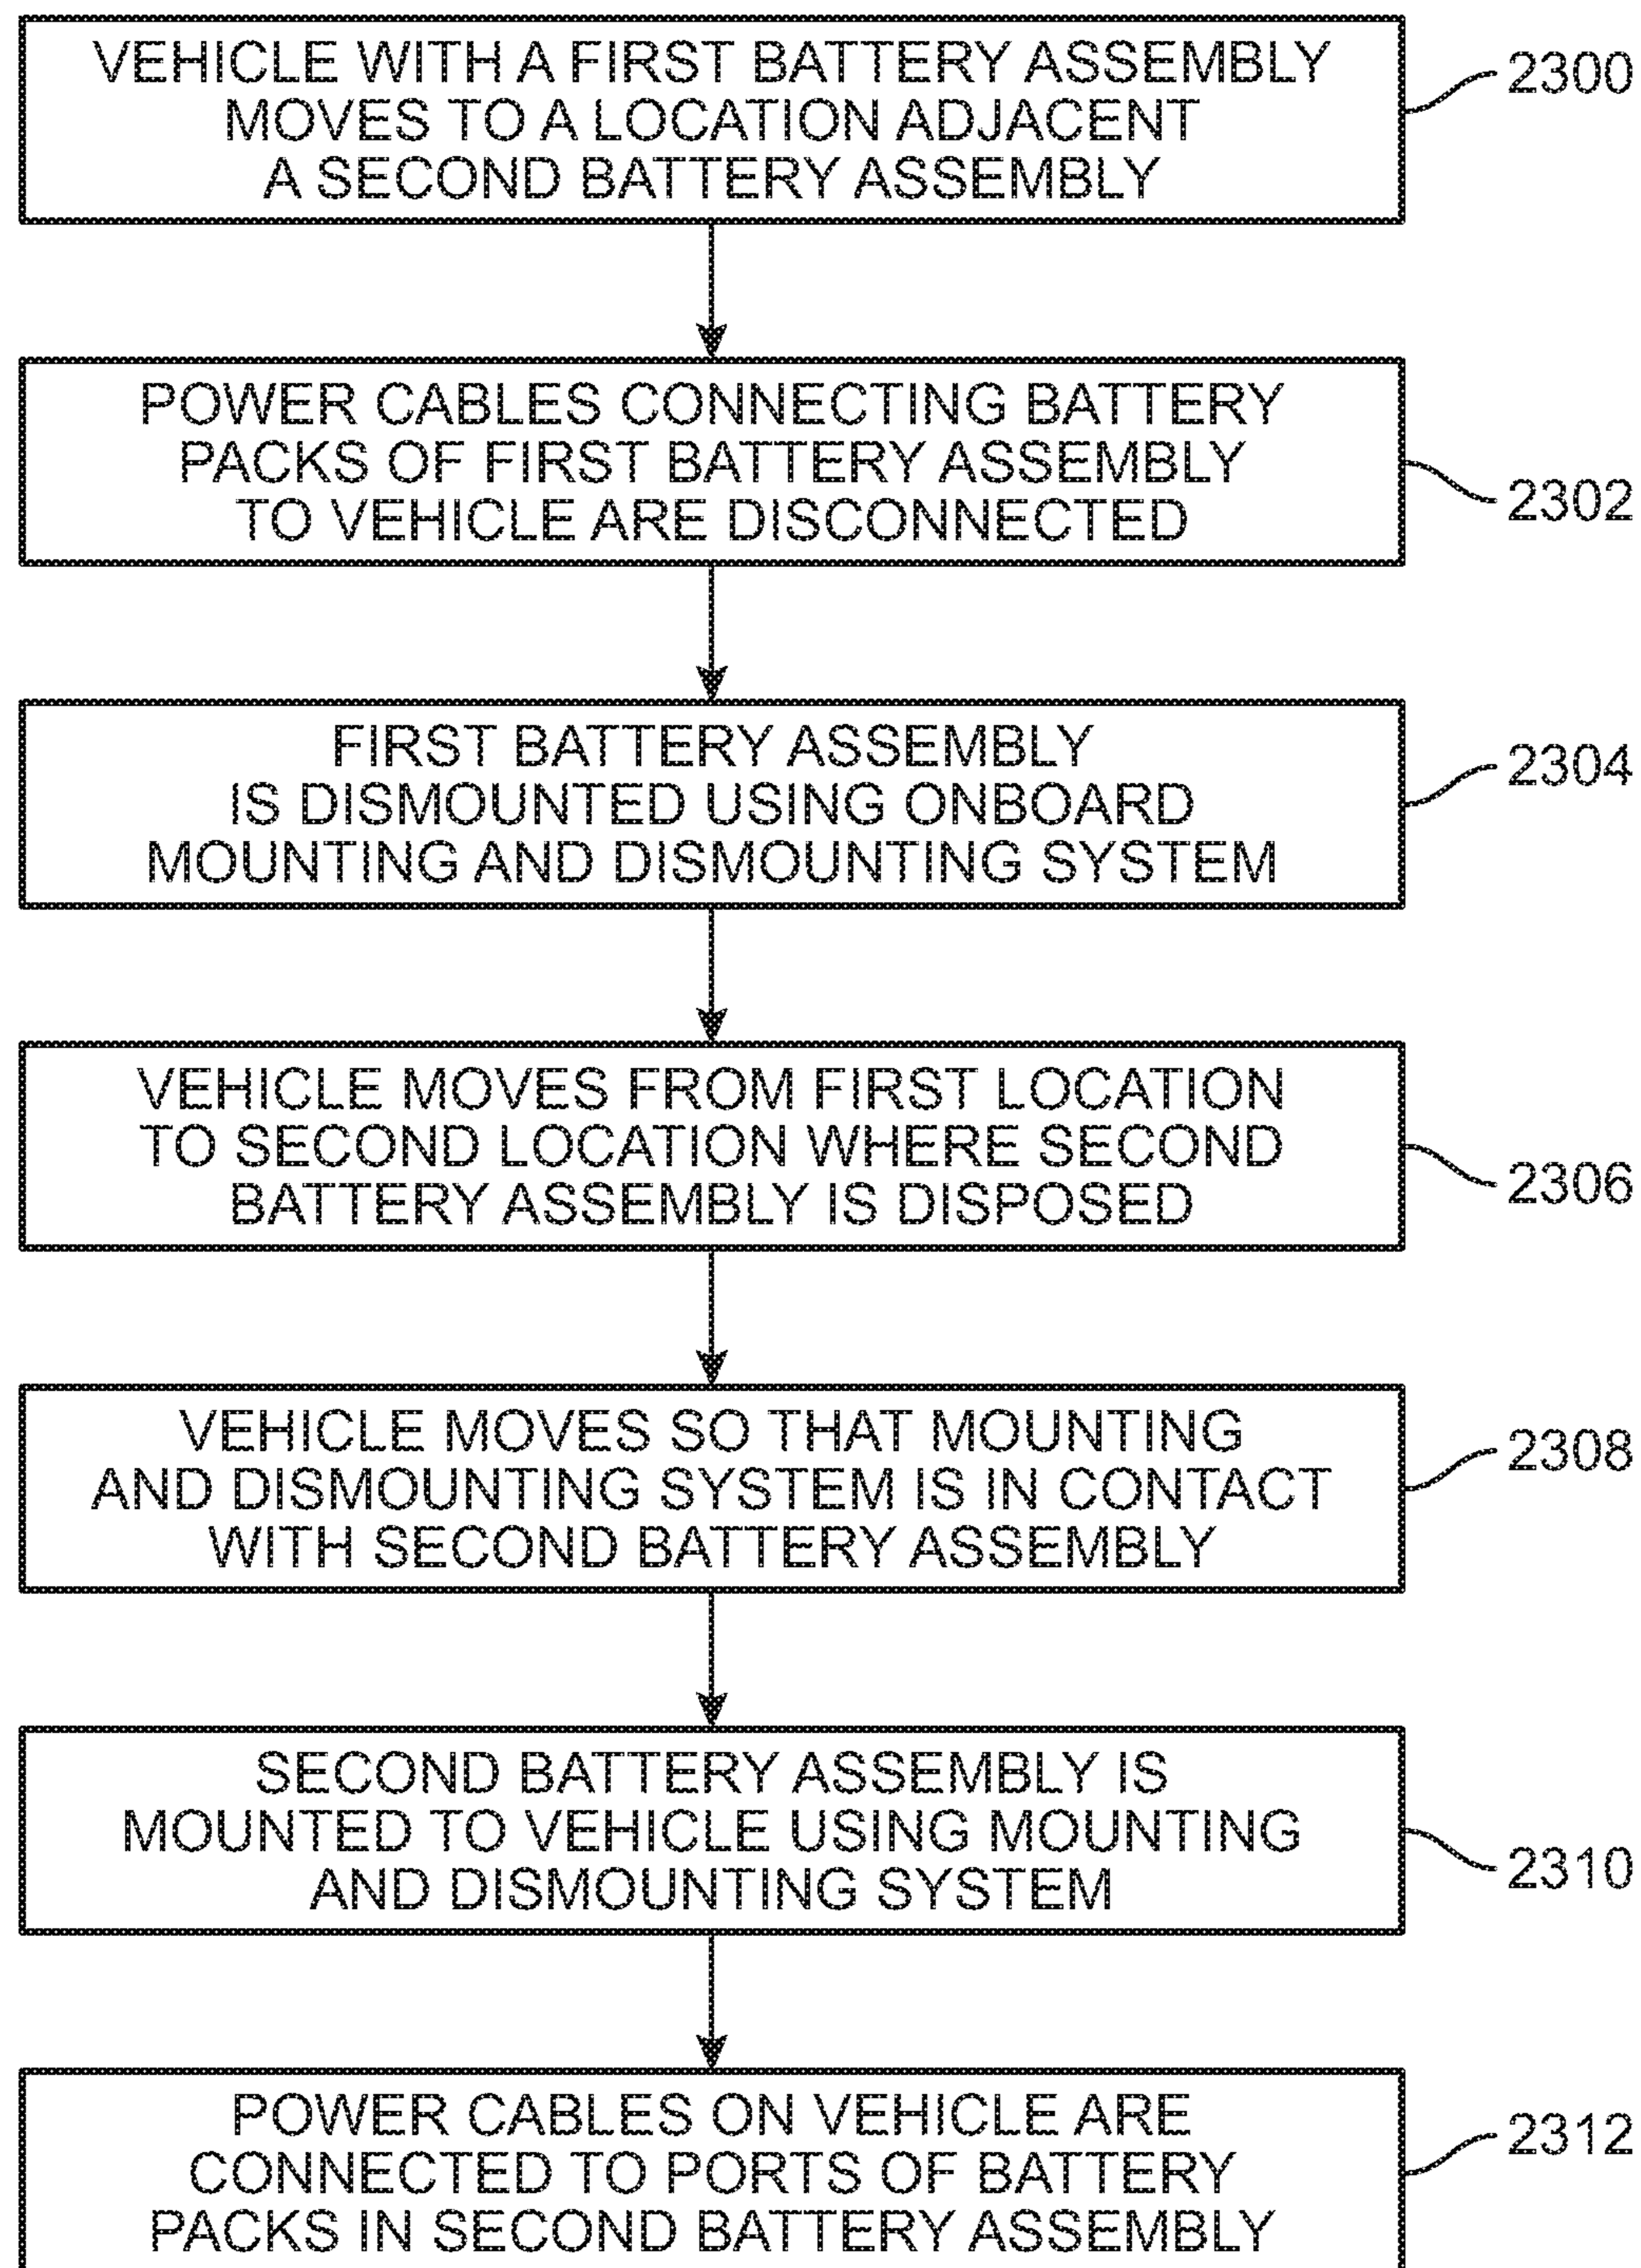 VEHICLE WITH A FIRST BATTERY ASSEMBLY
MOVES TO A LOCATION ADJACENT
A SECOND BATTERY ASSEMBLY
2300
POWER CABLES CONNECTING BATTERY
PACKS OF FIRST BATTERY ASSEMBLY
TO VEHICLE ARE DISCONNECTED
2302
FIRST BATTERY ASSEMBLY
IS DISMOUNTED USING ONBOARD
MOUNTING AND DISMOUNTING SYSTEM
2304
VEHICLE MOVES FROM FIRST LOCATION
TO SECOND LOCATION WHERE SECOND
BATTERY ASSEMBLY IS DISPOSED
2306
VEHICLE MOVES SO THAT MOUNTING
AND DISMOUNTING SYSTEM IS IN CONTACT
WITH SECOND BATTERY ASSEMBLY
2308
SECOND BATTERY ASSEMBLY IS
MOUNTED TO VEHICLE USING MOUNTING
AND DISMOUNTING SYSTEM
2310
POWER CABLES ON VEHICLE ARE
CONNECTED TO PORTS OF BATTERY
PACKS IN SECOND BATTERY ASSEMBLY
2312